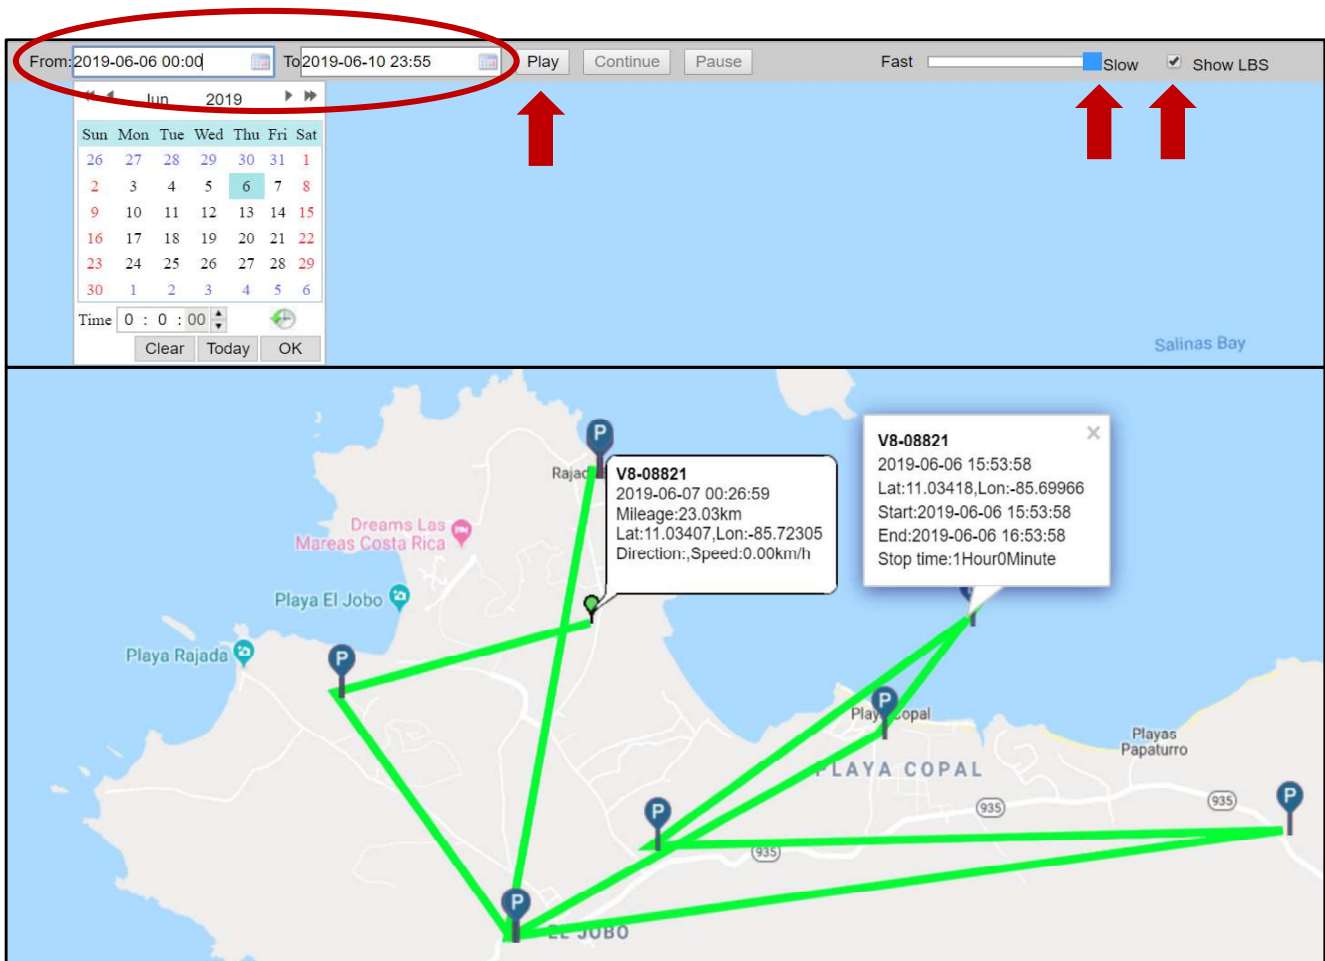 From: 2019-06-06 00:00 To 2019-06-10 23:55 Play Continue Pause Fast Slow Show LBS
Jun 2019
Sun Mon Tue Wed Thu Fri Sat
26 27 28 29 30 31 1
2 3 4 5 6 7 8
9 10 11 12 13 14 15
16 17 18 19 20 21 22
23 24 25 26 27 28 29
30 1 2 3 4 5 6
Time 0 : 0 : 00
Clear Today OK
Salinas Bay
P
V8-08821
2019-06-07 00:26:59
Mileage:23.03km
Lat:11.03407,Lon:-85.72305
Direction:,Speed:0.00km/h
V8-08821
2019-06-06 15:53:58
Lat:11.03418,Lon:-85.69966
Start:2019-06-06 15:53:58
End:2019-06-06 16:53:58
Stop time:1Hour0Minute
Dreams Las
Mareas Costa Rica
Playa El Jobo
Playa Rajada
P
P
Playa Copal
PLAYA COPAL
Playas
Papaturro
935
935
P
P
935
P
EL JOBO